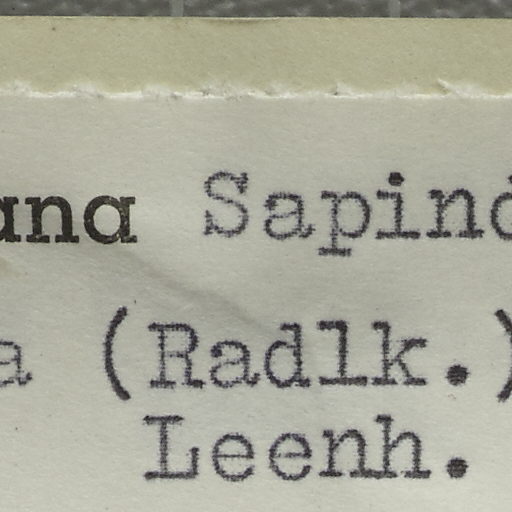 ana Sapind
a (Radlk.)
Leenh.